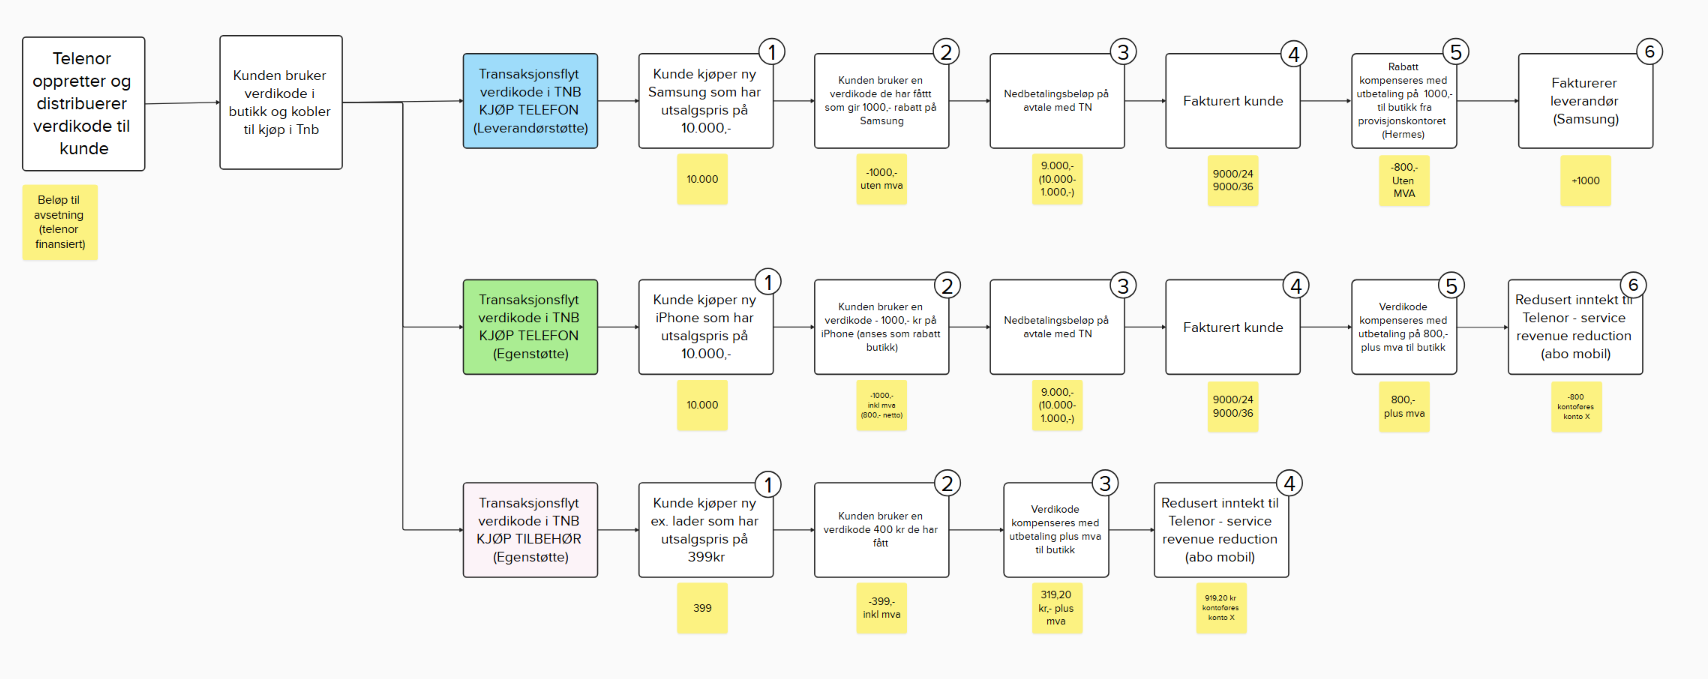 Telenor
oppretter og
distribuerer
verdikode til
kunde
Beløp til
avsetning
(telenor
finansiert)
Kunden bruker
verdikode i
butikk og kobler
til kjøp i Tnb
Transaksjonsflyt
verdikode i TNB
KJØP TELEFON
(Leverandørstøtte)
1
Kunde kjøper ny
Samsung som har
utsalgspris på
10.000,-
10.000
2
Kunden bruker en
verdikode de har fåttt
som gir 1000,- rabatt på
Samsung
-1000,-
uten mva
3
Nedbetalingsbeløp på
avtale med TN
9.000,-
(10.000-
1.000,-)
4
Fakturert kunde
9000/24
9000/36
5
Rabatt
kompenseres med
utbetaling på 1000,-
til butikk fra
provisjonskontoret
(Hermes)
-800,-
Uten
MVA
6
Fakturerer
leverandør
(Samsung)
+1000
Transaksjonsflyt
verdikode i TNB
KJØP TELEFON
(Egenstøtte)
1
Kunde kjøper ny
iPhone som har
utsalgspris på
10.000,-
10.000
2
Kunden bruker en
verdikode - 1000,- kr på
iPhone (anses som rabatt
butikk)
-1000,-
inkl mva
(800,- netto)
3
Nedbetalingsbeløp på
avtale med TN
9.000,-
(10.000-
1.000,-)
4
Fakturert kunde
9000/24
9000/36
5
Verdikode
kompenseres med
utbetaling på 800,-
plus mva til butikk
800,-
plus mva
6
Redusert inntekt til
Telenor - service
revenue reduction
(abo mobil)
-800
kontoføres
konto X
Transaksjonsflyt
verdikode i TNB
KJØP TILBEHØR
(Egenstøtte)
1
Kunde kjøper ny
ex. lader som har
utsalgspris på
399kr
399
2
Kunden bruker en
verdikode 400 kr de har
fått
-399,-
inkl mva
3
Verdikode
kompenseres med
utbetaling plus mva
til butikk
319,20
kr,- plus
mva
4
Redusert inntekt til
Telenor - service
revenue reduction
(abo mobil)
919,20 kr
kontoføres
konto X